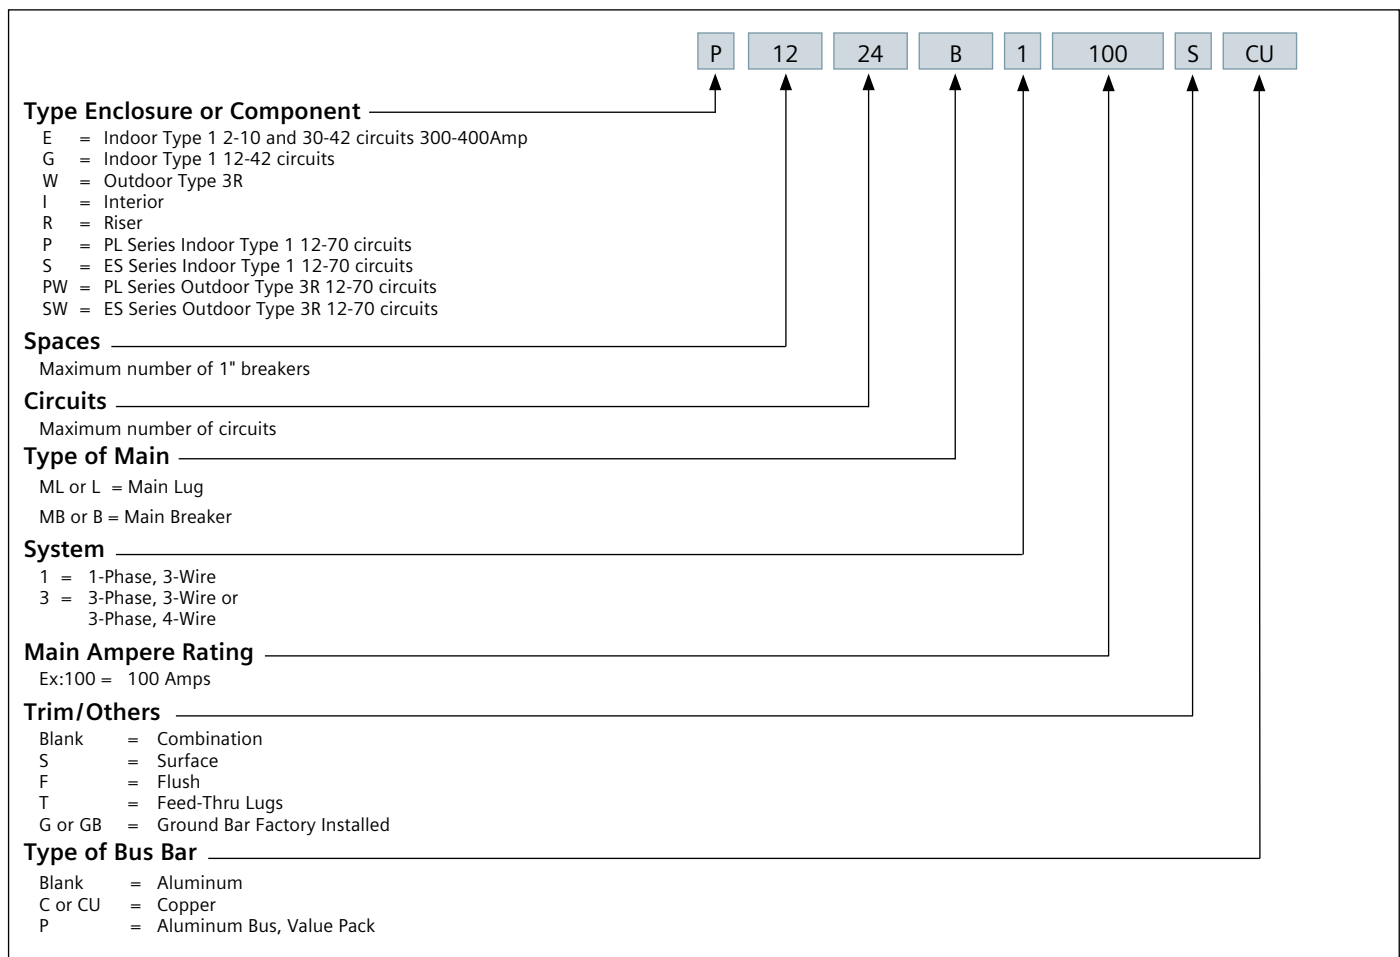 P 12 24 B 1 100 S CU
Type Enclosure or Component
E = Indoor Type 1 2-10 and 30-42 circuits 300-400Amp
G = Indoor Type 1 12-42 circuits
W = Outdoor Type 3R
I = Interior
R = Riser
P = PL Series Indoor Type 1 12-70 circuits
S = ES Series Indoor Type 1 12-70 circuits
PW = PL Series Outdoor Type 3R 12-70 circuits
SW = ES Series Outdoor Type 3R 12-70 circuits
Spaces
Maximum number of 1" breakers
Circuits
Maximum number of circuits
Type of Main
ML or L = Main Lug
MB or B = Main Breaker
System
1 = 1-Phase, 3-Wire
3 = 3-Phase, 3-Wire or
3-Phase, 4-Wire
Main Ampere Rating
Ex:100 = 100 Amps
Trim/Others
Blank = Combination
S = Surface
F = Flush
T = Feed-Thru Lugs
G or GB = Ground Bar Factory Installed
Type of Bus Bar
Blank = Aluminum
C or CU = Copper
P = Aluminum Bus, Value Pack